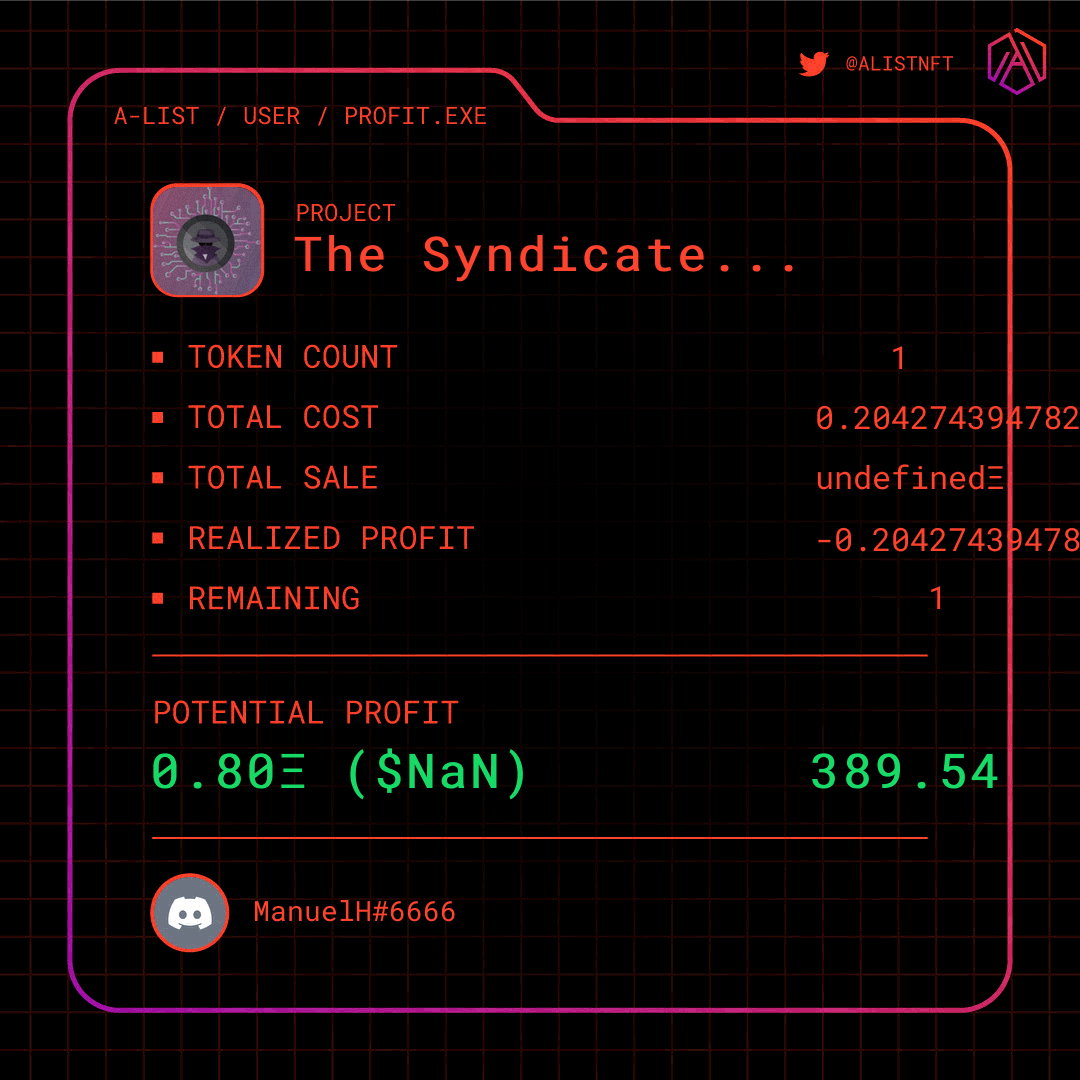 @ALISTNFT
A-LIST / USER / PROFIT.EXE
PROJECT
The Syndicate...
TOKEN COUNT 1
TOTAL COST 0.204274394782
TOTAL SALE undefinedΞ
REALIZED PROFIT -0.20427439478
REMAINING 1
POTENTIAL PROFIT
0.80Ξ ($NaN) 389.54
ManuelH#6666